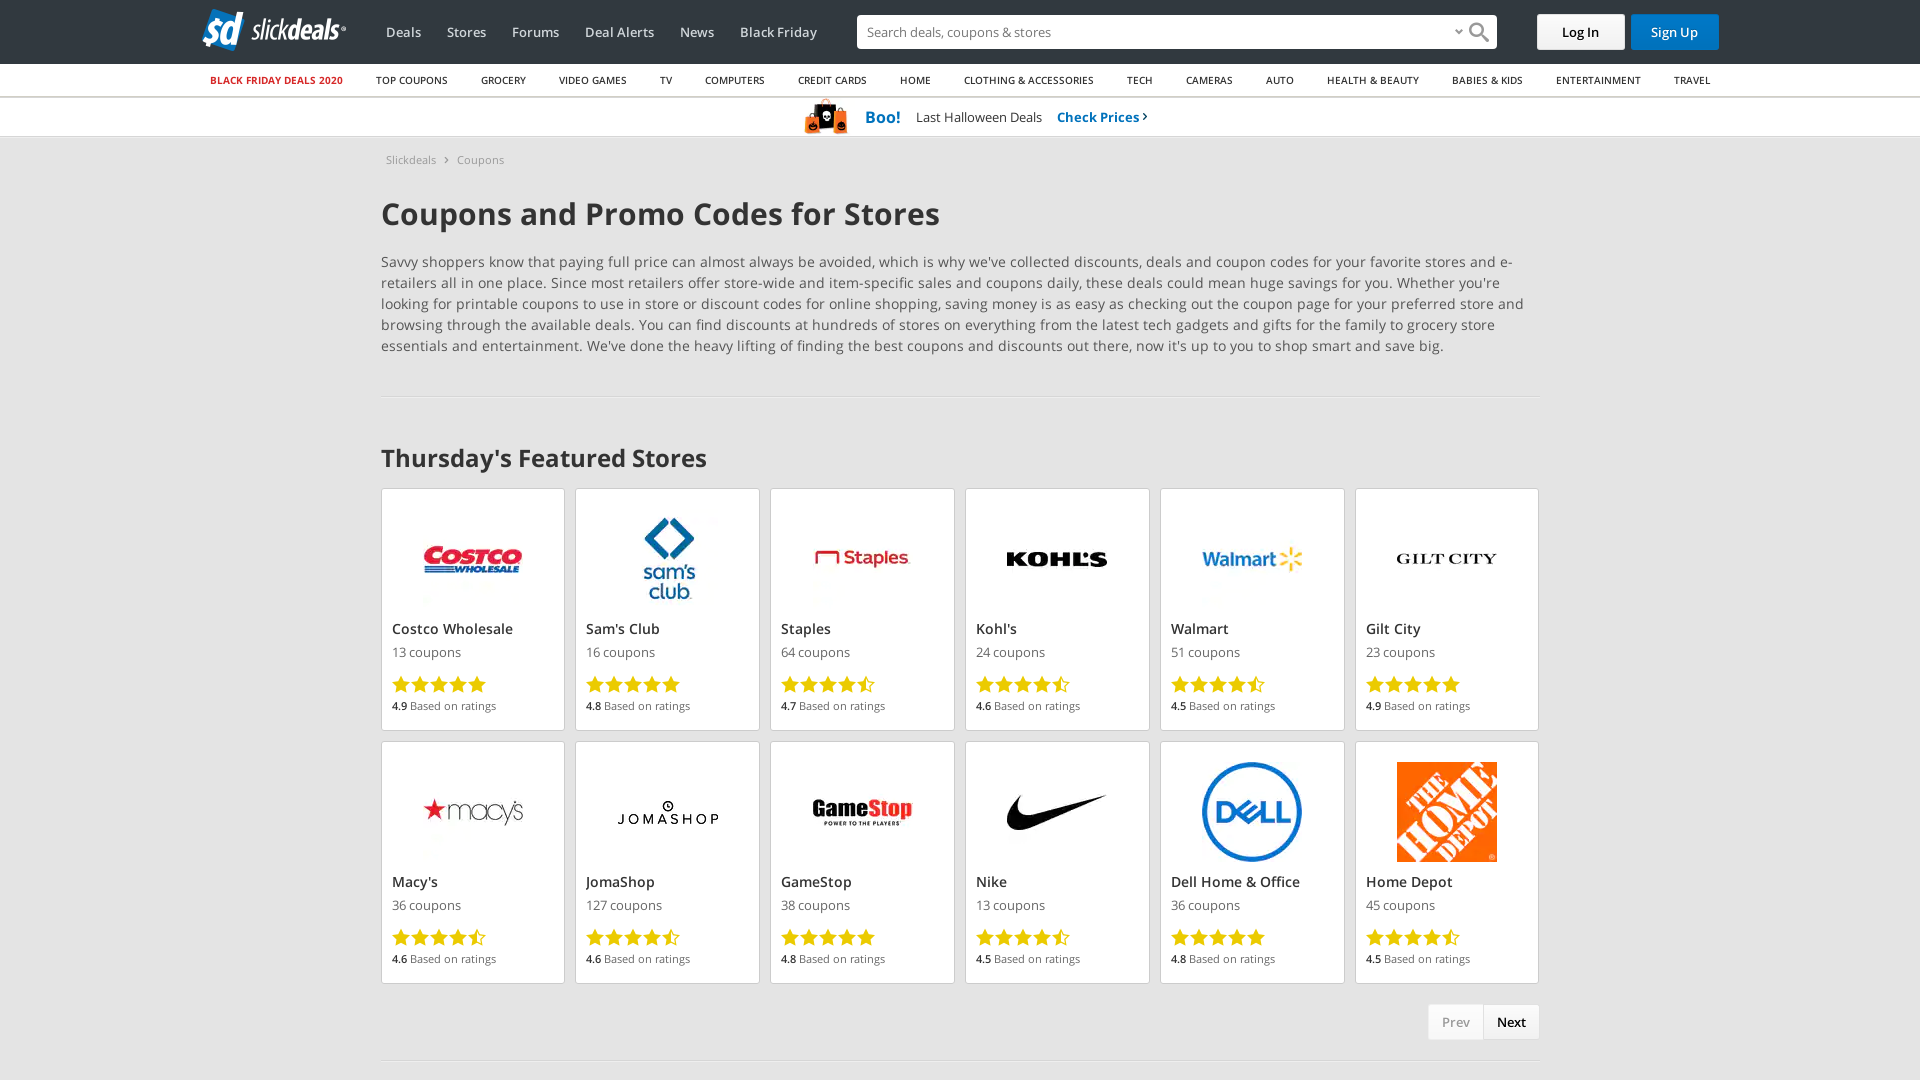 $d slickdeals®
Deals
Stores
Forums
Deal Alerts
News
Black Friday
Search deals, coupons & stores
Log In
Sign Up
BLACK FRIDAY DEALS 2020
TOP COUPONS
GROCERY
VIDEO GAMES
TV
COMPUTERS
CREDIT CARDS
HOME
CLOTHING & ACCESSORIES
TECH
CAMERAS
AUTO
HEALTH & BEAUTY
BABIES & KIDS
ENTERTAINMENT
TRAVEL
Boo! Last Halloween Deals Check Prices ›
Slickdeals › Coupons
Coupons and Promo Codes for Stores
Savvy shoppers know that paying full price can almost always be avoided, which is why we've collected discounts, deals and coupon codes for your favorite stores and e-
retailers all in one place. Since most retailers offer store-wide and item-specific sales and coupons daily, these deals could mean huge savings for you. Whether you're
looking for printable coupons to use in store or discount codes for online shopping, saving money is as easy as checking out the coupon page for your preferred store and
browsing through the available deals. You can find discounts at hundreds of stores on everything from the latest tech gadgets and gifts for the family to grocery store
essentials and entertainment. We've done the heavy lifting of finding the best coupons and discounts out there, now it's up to you to shop smart and save big.
Thursday's Featured Stores
COSTCO
WHOLESALE
Costco Wholesale
13 coupons
4.9 Based on ratings
sam's
club
Sam's Club
16 coupons
4.8 Based on ratings
Staples
Staples
64 coupons
4.7 Based on ratings
KOHL'S
Kohl's
24 coupons
4.6 Based on ratings
Walmart
Walmart
51 coupons
4.5 Based on ratings
GILT CITY
Gilt City
23 coupons
4.9 Based on ratings
macy's
Macy's
36 coupons
4.6 Based on ratings
JOMASHOP
JomaShop
127 coupons
4.6 Based on ratings
GameStop
POWER TO THE PLAYERS
GameStop
38 coupons
4.8 Based on ratings
Nike
13 coupons
4.5 Based on ratings
DELL
Dell Home & Office
36 coupons
4.8 Based on ratings
THE
HOME
DEPOT
®
Home Depot
45 coupons
4.5 Based on ratings
Prev
Next